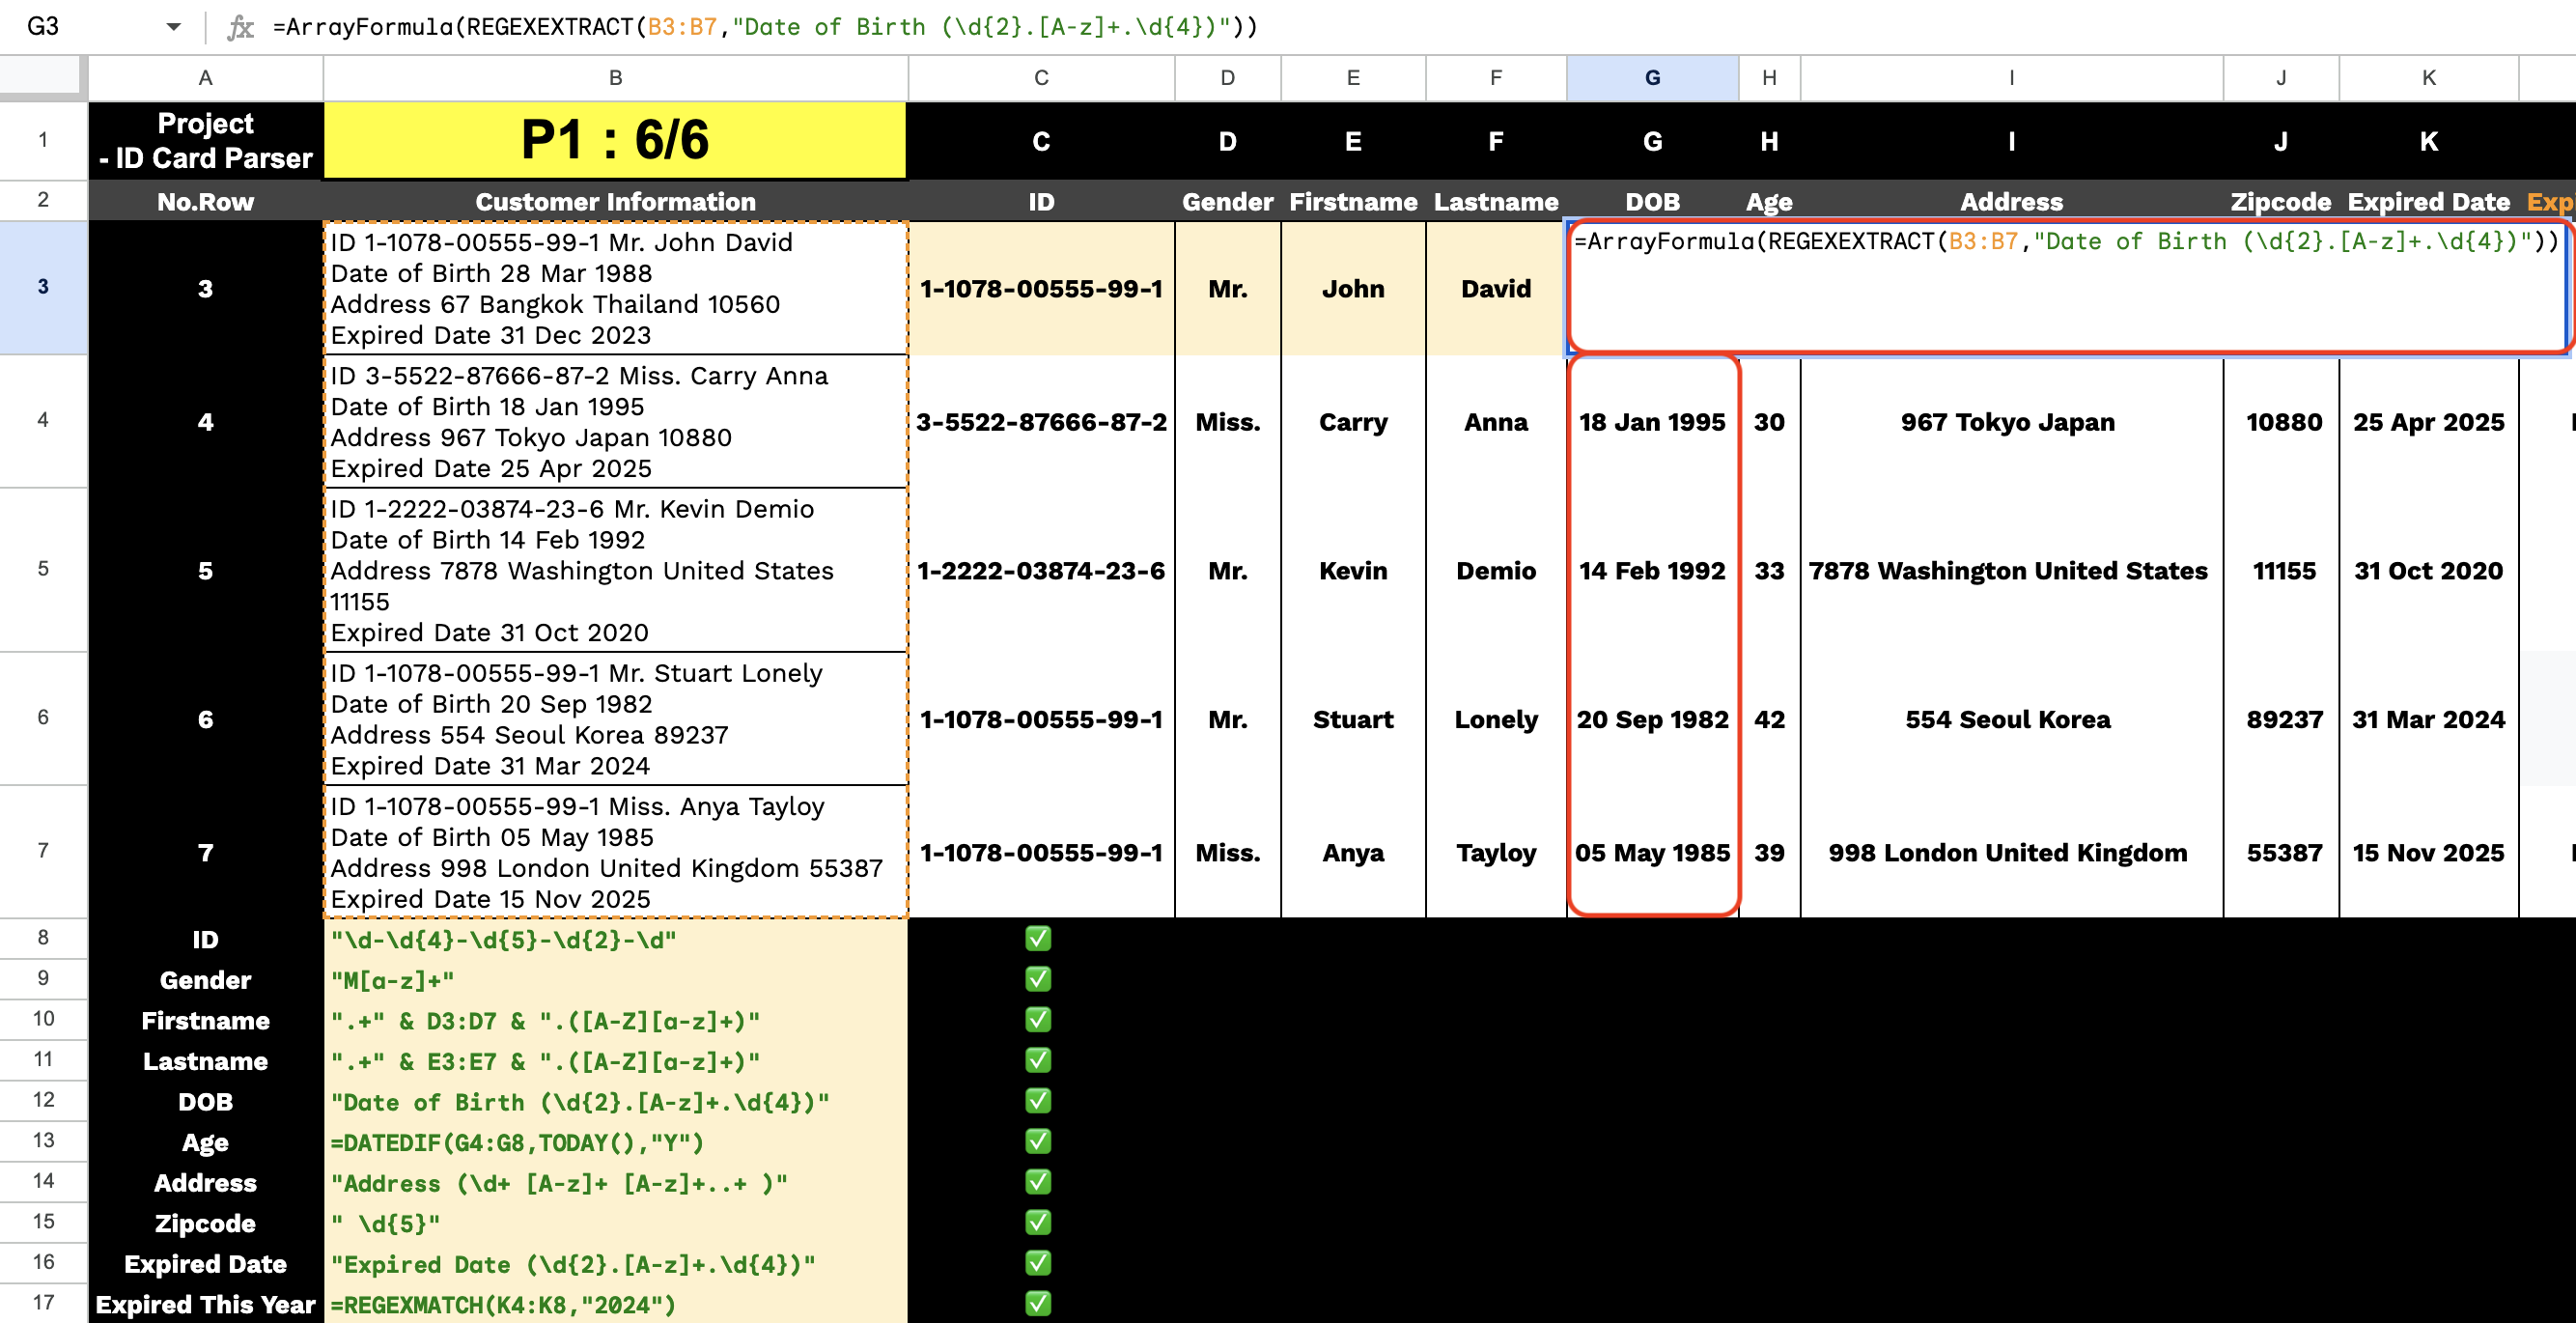 G3 fx =ArrayFormula(REGEXEXTRACT(B3:B7,"Date of Birth (\d{2}.[A-z]+.\d{4})"))
A B C D E F G H I J K
1 Project P1 : 6/6 C D E F G H I J K
- ID Card Parser
2 No.Row Customer Information ID Gender Firstname Lastname DOB Age Address Zipcode Expired Date Exp
ID 1-1078-00555-99-1 Mr. John David
Date of Birth 28 Mar 1988
Address 67 Bangkok Thailand 10560
Expired Date 31 Dec 2023
3 3 1-1078-00555-99-1 Mr. John David =ArrayFormula(REGEXEXTRACT(B3:B7,"Date of Birth (\d{2}.[A-z]+.\d{4})"))
ID 3-5522-87666-87-2 Miss. Carry Anna
Date of Birth 18 Jan 1995
Address 967 Tokyo Japan 10880
Expired Date 25 Apr 2025
4 4 3-5522-87666-87-2 Miss. Carry Anna 18 Jan 1995 30 967 Tokyo Japan 10880 25 Apr 2025
ID 1-2222-03874-23-6 Mr. Kevin Demio
Date of Birth 14 Feb 1992
Address 7878 Washington United States
11155
Expired Date 31 Oct 2020
5 5 1-2222-03874-23-6 Mr. Kevin Demio 14 Feb 1992 33 7878 Washington United States 11155 31 Oct 2020
ID 1-1078-00555-99-1 Mr. Stuart Lonely
Date of Birth 20 Sep 1982
Address 554 Seoul Korea 89237
Expired Date 31 Mar 2024
6 6 1-1078-00555-99-1 Mr. Stuart Lonely 20 Sep 1982 42 554 Seoul Korea 89237 31 Mar 2024
ID 1-1078-00555-99-1 Miss. Anya Tayloy
Date of Birth 05 May 1985
Address 998 London United Kingdom 55387
Expired Date 15 Nov 2025
7 7 1-1078-00555-99-1 Miss. Anya Tayloy 05 May 1985 39 998 London United Kingdom 55387 15 Nov 2025
8 ID "\d-\d{4}-\d{5}-\d{2}-\d" ✅
9 Gender "M[a-z]+" ✅
10 Firstname ".+" & D3:D7 & ".([A-Z][a-z]+)" ✅
11 Lastname ".+" & E3:E7 & ".([A-Z][a-z]+)" ✅
12 DOB "Date of Birth (\d{2}.[A-z]+.\d{4})" ✅
13 Age =DATEDIF(G4:G8,TODAY(),"Y") ✅
14 Address "Address (\d+ [A-z]+ [A-z]+..+ )" ✅
15 Zipcode " \d{5}" ✅
16 Expired Date "Expired Date (\d{2}.[A-z]+.\d{4})" ✅
17 Expired This Year =REGEXMATCH(K4:K8,"2024") ✅